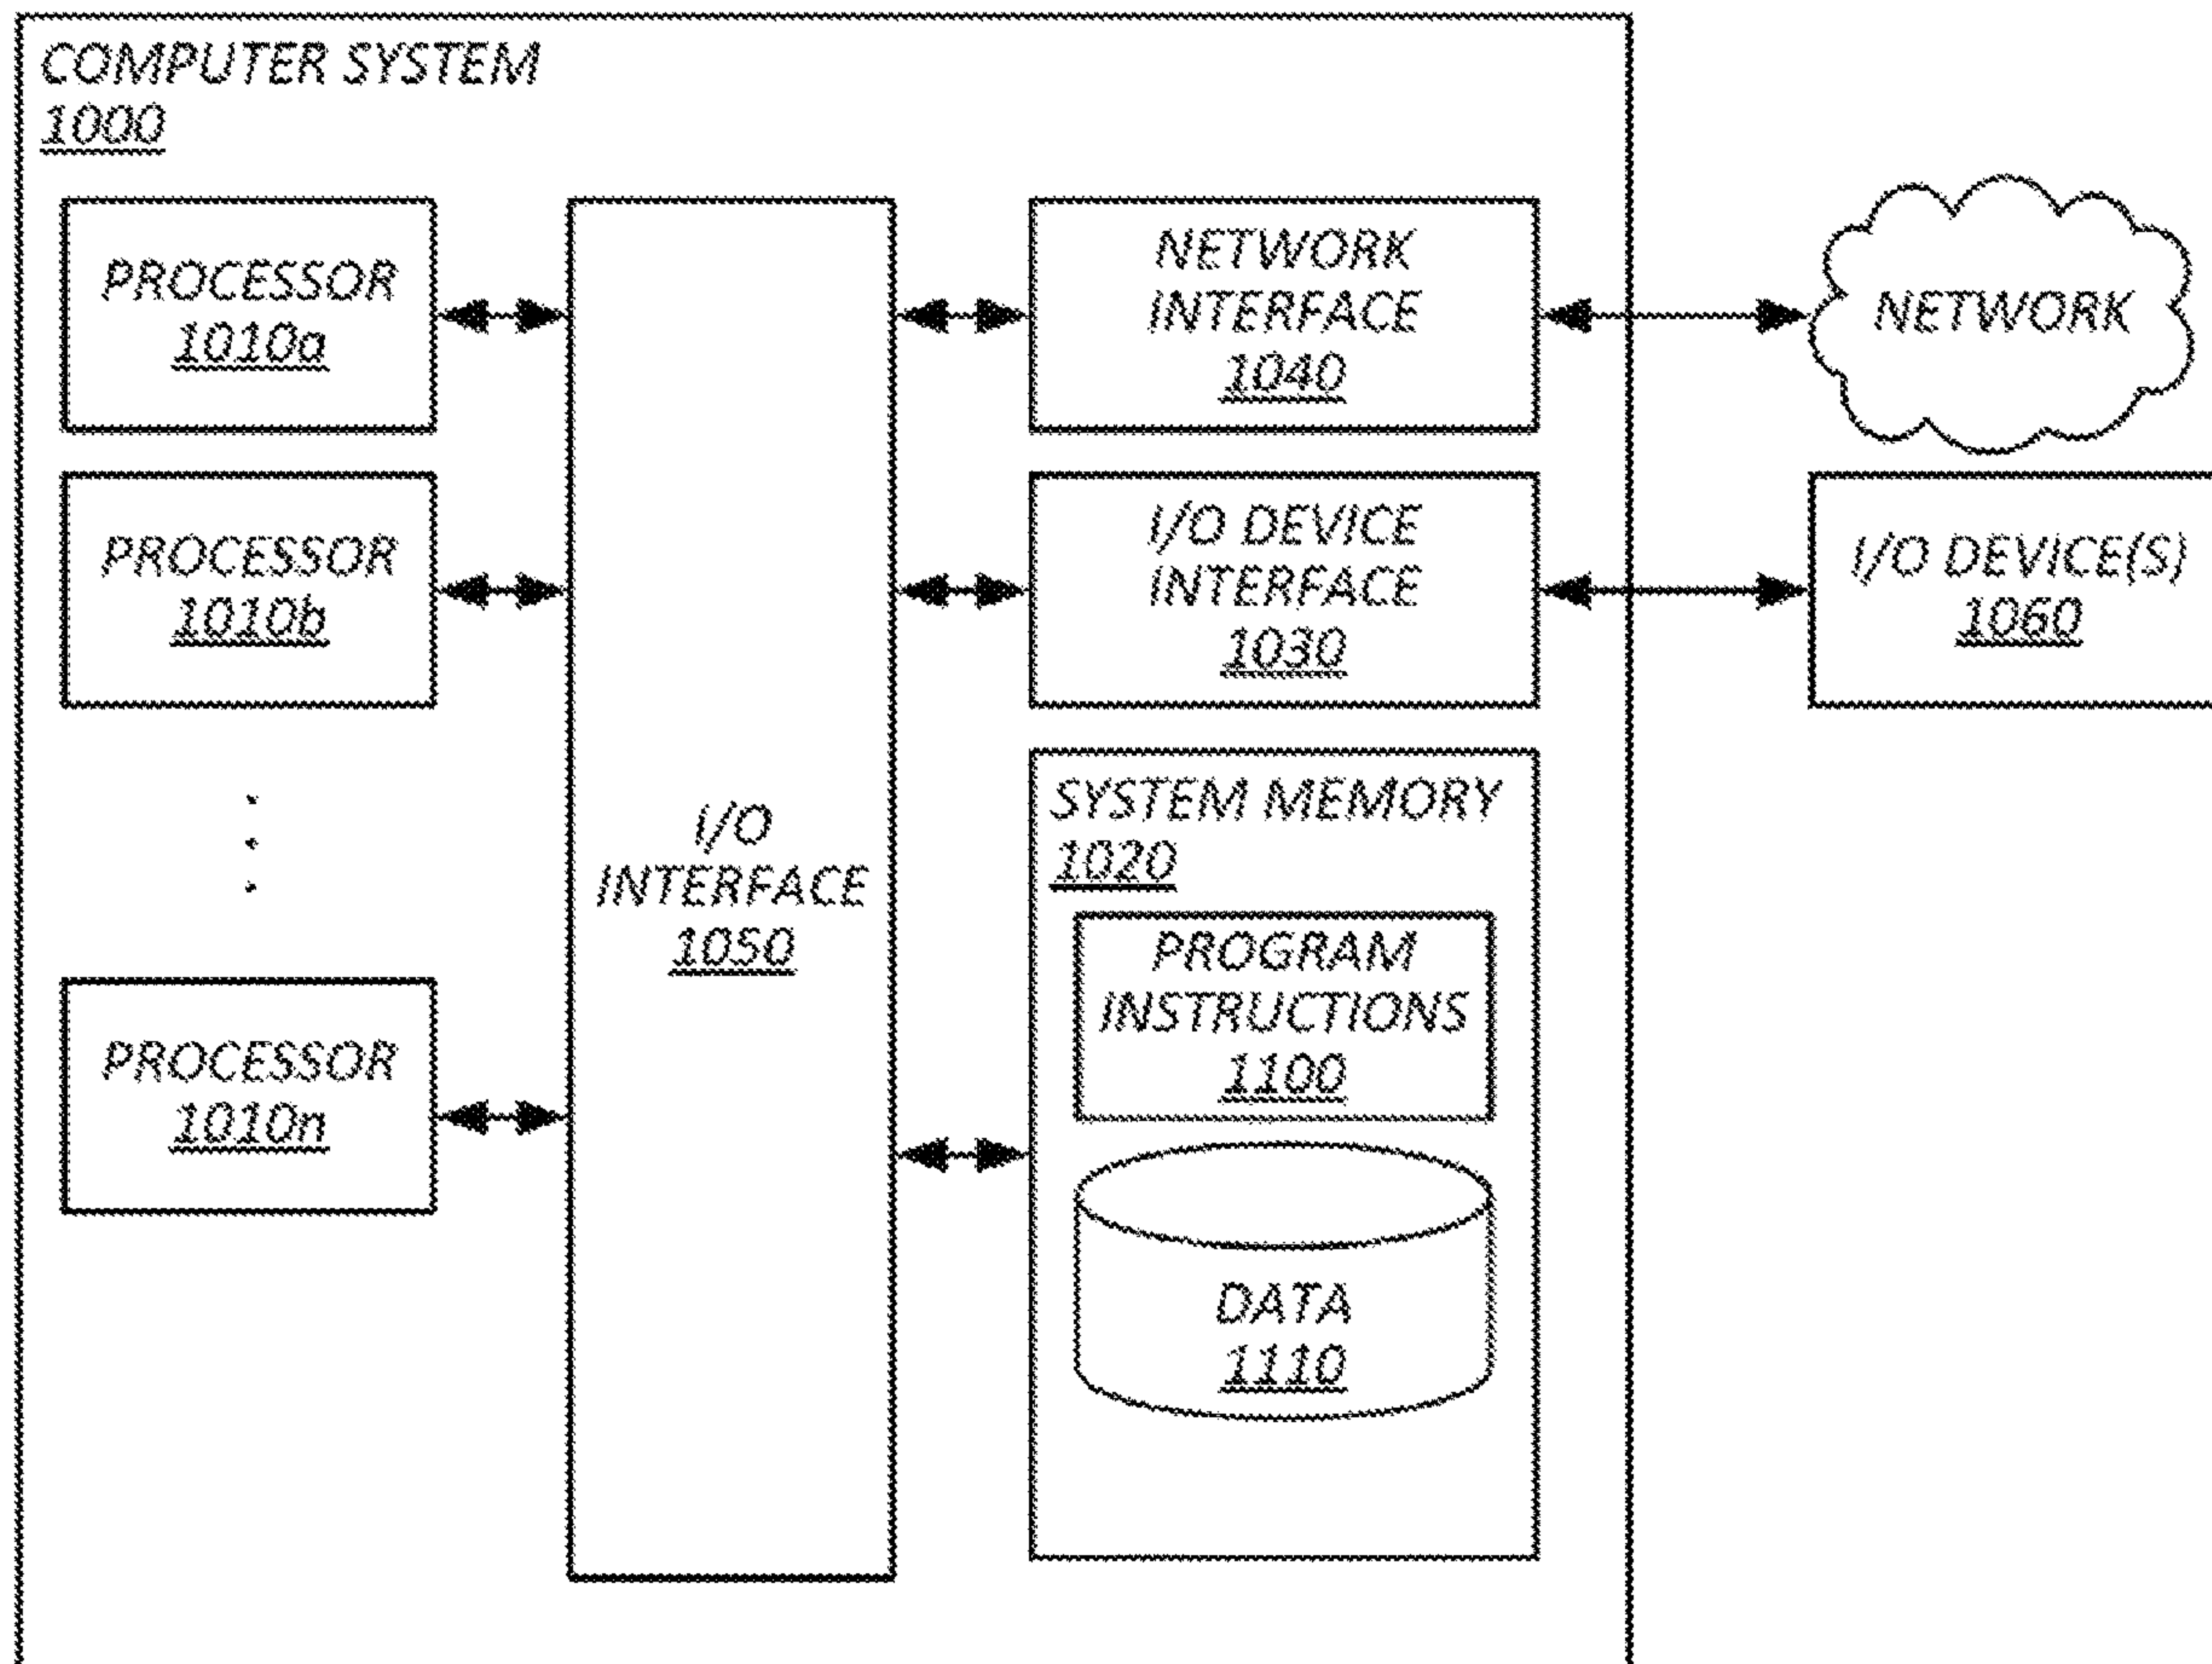 COMPUTER SYSTEM
1000
PROCESSOR
1010a
PROCESSOR
1010b
PROCESSOR
1010n
I/O
INTERFACE
1050
NETWORK
INTERFACE
1040
I/O DEVICE
INTERFACE
1030
SYSTEM MEMORY
1020
PROGRAM
INSTRUCTIONS
1100
DATA
1110
NETWORK
I/O DEVICE(S)
1060